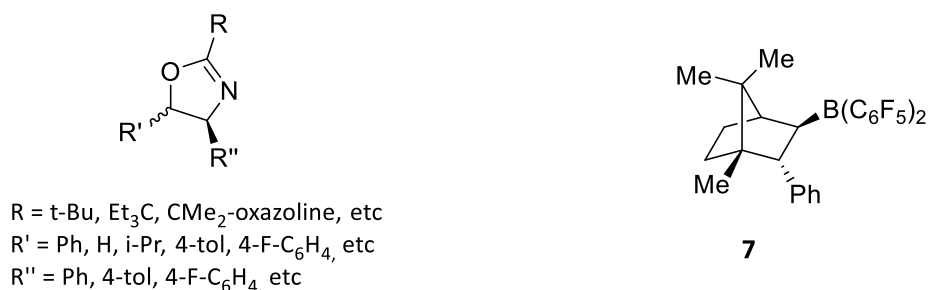 R
O
N
R'
R''
R = t-Bu, Et₃C, CMe₂-oxazoline, etc
R' = Ph, H, i-Pr, 4-tol, 4-F-C₆H₄, etc
R'' = Ph, 4-tol, 4-F-C₆H₄ etc
Me
Me
B(C₆F₅)₂
Me
Ph
7